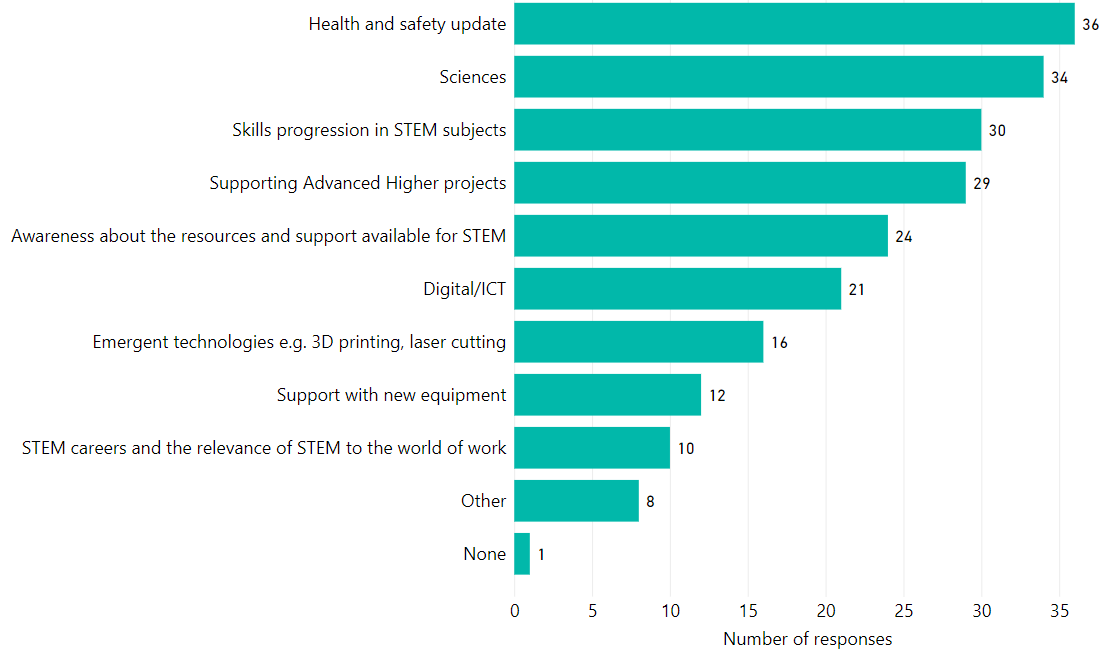 Health and safety update 36
Sciences 34
Skills progression in STEM subjects 30
Supporting Advanced Higher projects 29
Awareness about the resources and support available for STEM 24
Digital/ICT 21
Emergent technologies e.g. 3D printing, laser cutting 16
Support with new equipment 12
STEM careers and the relevance of STEM to the world of work 10
Other 8
None 1
0 5 10 15 20 25 30 35
Number of responses